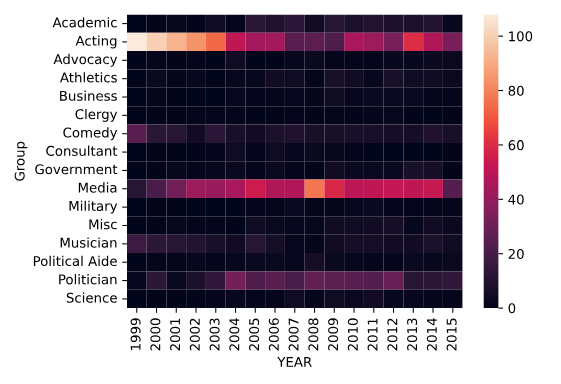 Group
Academic
Acting
Advocacy
Athletics
Business
Clergy
Comedy
Consultant
Government
Media
Military
Misc
Musician
Political Aide
Politician
Science
1999 2000 2001 2002 2003 2004 2005 2006 2007 2008 2009 2010 2011 2012 2013 2014 2015
YEAR
100
80
60
40
20
0